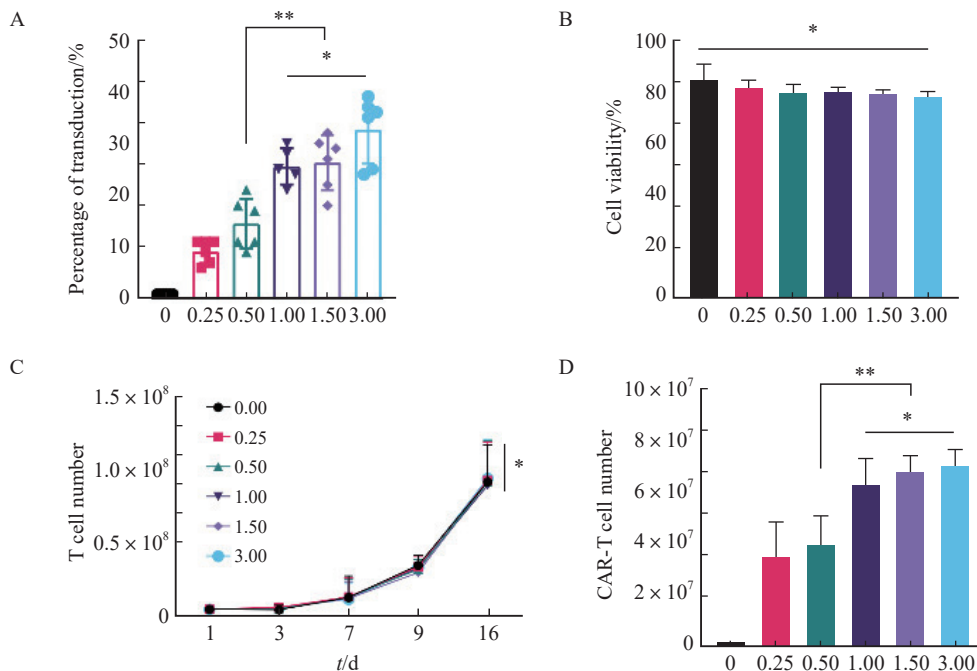 A
Percentage of transduction/%
50
40
30
20
10
0
**
*
0 0.25 0.50 1.00 1.50 3.00
B
Cell viability/%
100
80
60
40
20
0
*
0 0.25 0.50 1.00 1.50 3.00
C
T cell number
1.5 × 10⁸
1.0 × 10⁸
0.5 × 10⁸
0
0.00
0.25
0.50
1.00
1.50
3.00
*
1 3 7 9 16
t/d
D
CAR-T cell number
10 × 10⁷
8 × 10⁷
6 × 10⁷
4 × 10⁷
2 × 10⁷
0
**
*
0 0.25 0.50 1.00 1.50 3.00